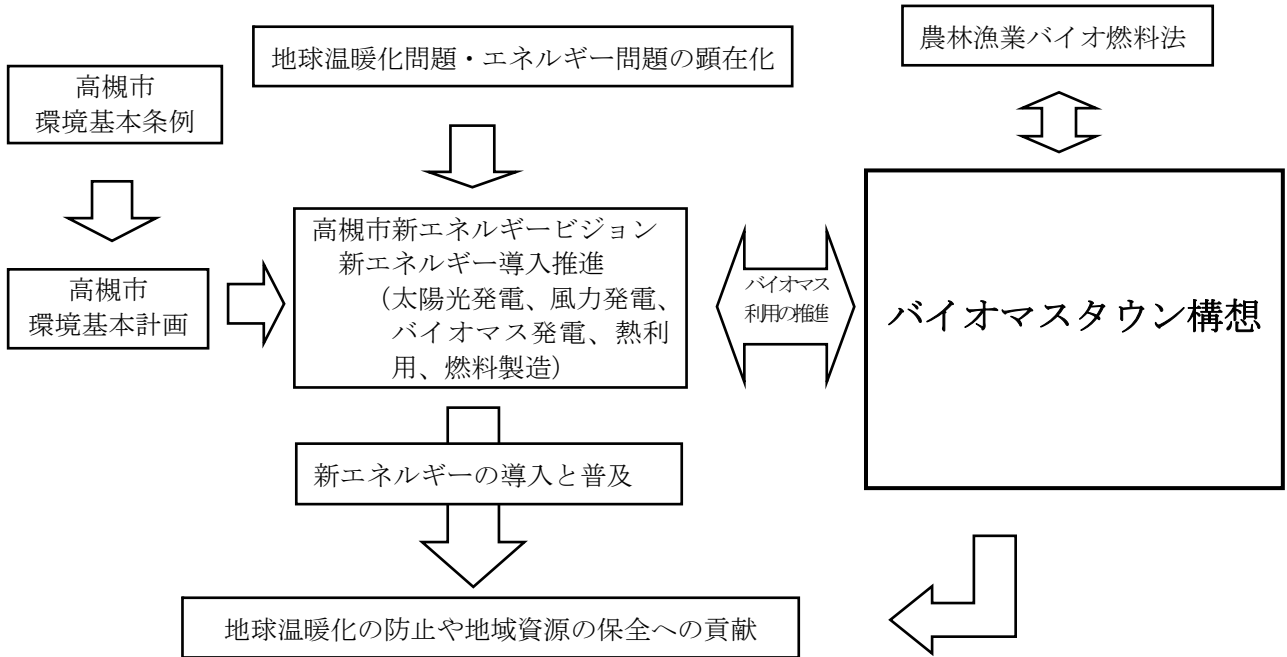 農林漁業バイオ燃料法
地球温暖化問題・エネルギー問題の顕在化
高槻市
環境基本条例
高槻市新エネルギービジョン
新エネルギー導入推進
（太陽光発電、風力発電、
バイオマス発電、熱利
用、燃料製造）
高槻市
環境基本計画
バイオマス
利用の推進
バイオマスタウン構想
新エネルギーの導入と普及
地球温暖化の防止や地域資源の保全への貢献